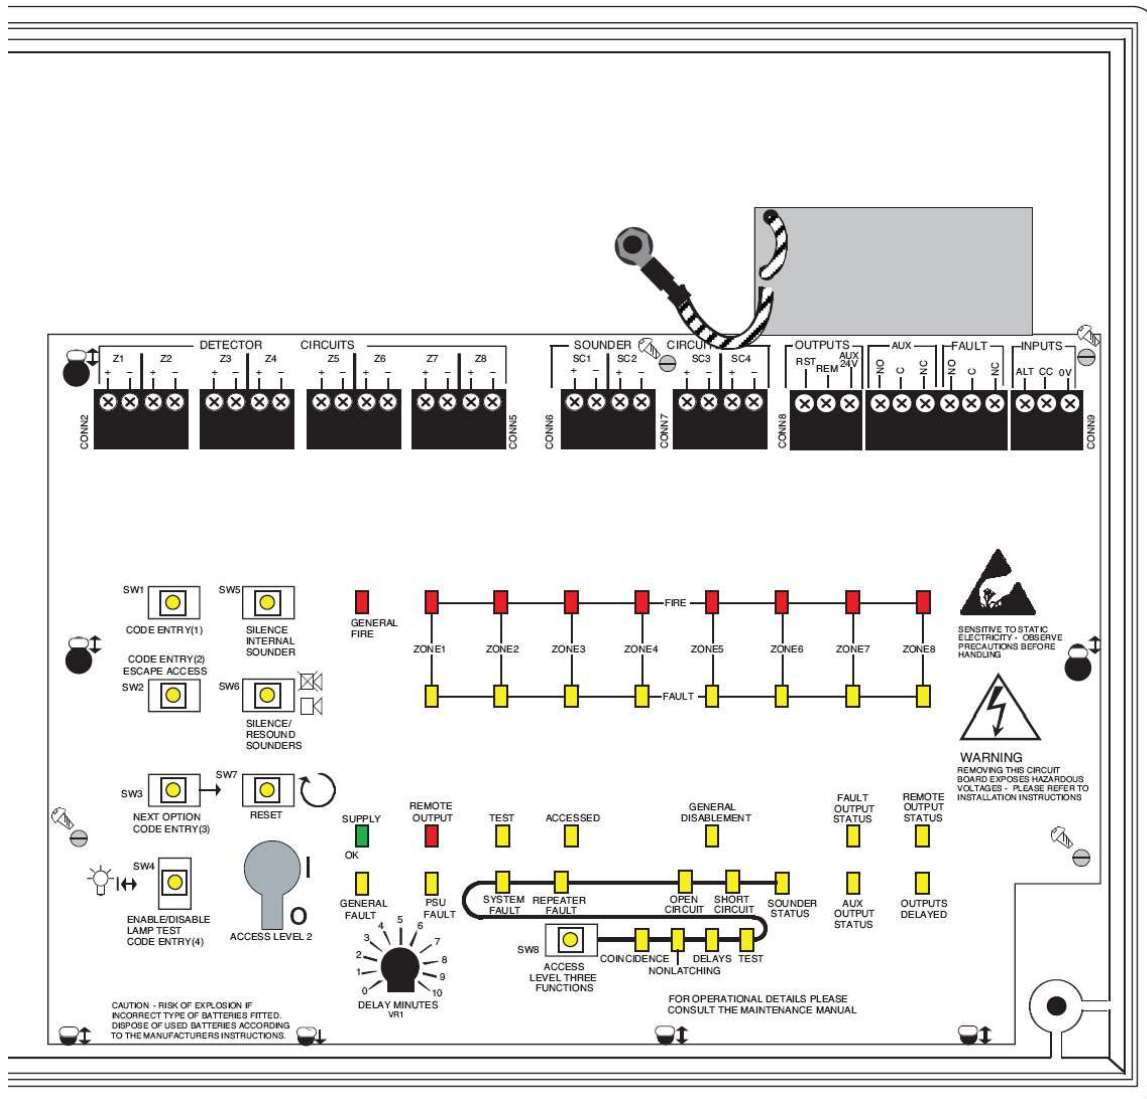 DETECTOR CIRCUITS
Z1 Z2 Z3 Z4 Z5 Z6 Z7 Z8
+ − + − + − + − + − + − + − + −
CONN2
CONN5
SOUNDER CIRCUITS
SC1 SC2 SC3 SC4
+ − + − + − + −
CONN6
CONN7
OUTPUTS
RST REM AUX
24V
CONN8
AUX
NO C NC
FAULT
NO C NC
INPUTS
ALT CC 0V
CONN9
SW1
CODE ENTRY(1)
SW5
SILENCE
INTERNAL
SOUNDER
GENERAL
FIRE
FIRE
ZONE1 ZONE2 ZONE3 ZONE4 ZONE5 ZONE6 ZONE7 ZONE8
FAULT
SENSITIVE TO STATIC
ELECTRICITY - OBSERVE
PRECAUTIONS BEFORE
HANDLING
CODE ENTRY(2)
ESCAPE ACCESS
SW2
SW6
SILENCE/
RESOUND
SOUNDERS
WARNING
REMOVING THIS CIRCUIT
BOARD EXPOSES HAZARDOUS
VOLTAGES - PLEASE REFER TO
INSTALLATION INSTRUCTIONS
SW3
NEXT OPTION
CODE ENTRY(3)
SW7
RESET
SUPPLY
OK
REMOTE
OUTPUT
TEST
ACCESSED
GENERAL
DISABLEMENT
FAULT
OUTPUT
STATUS
REMOTE
OUTPUT
STATUS
SW4
ENABLE/DISABLE
LAMP TEST
CODE ENTRY(4)
I
O
ACCESS LEVEL 2
GENERAL
FAULT
PSU
FAULT
SYSTEM
FAULT
REPEATER
FAULT
OPEN
CIRCUIT
SHORT
CIRCUIT
SOUNDER
STATUS
AUX
OUTPUT
STATUS
OUTPUTS
DELAYED
0 1 2 3 4 5 6 7 8 9 10
DELAY MINUTES
VR1
SW8
ACCESS
LEVEL THREE
FUNCTIONS
COINCIDENCE
NONLATCHING
DELAYS
TEST
CAUTION - RISK OF EXPLOSION IF
INCORRECT TYPE OF BATTERIES FITTED.
DISPOSE OF USED BATTERIES ACCORDING
TO THE MANUFACTURERS INSTRUCTIONS.
FOR OPERATIONAL DETAILS PLEASE
CONSULT THE MAINTENANCE MANUAL